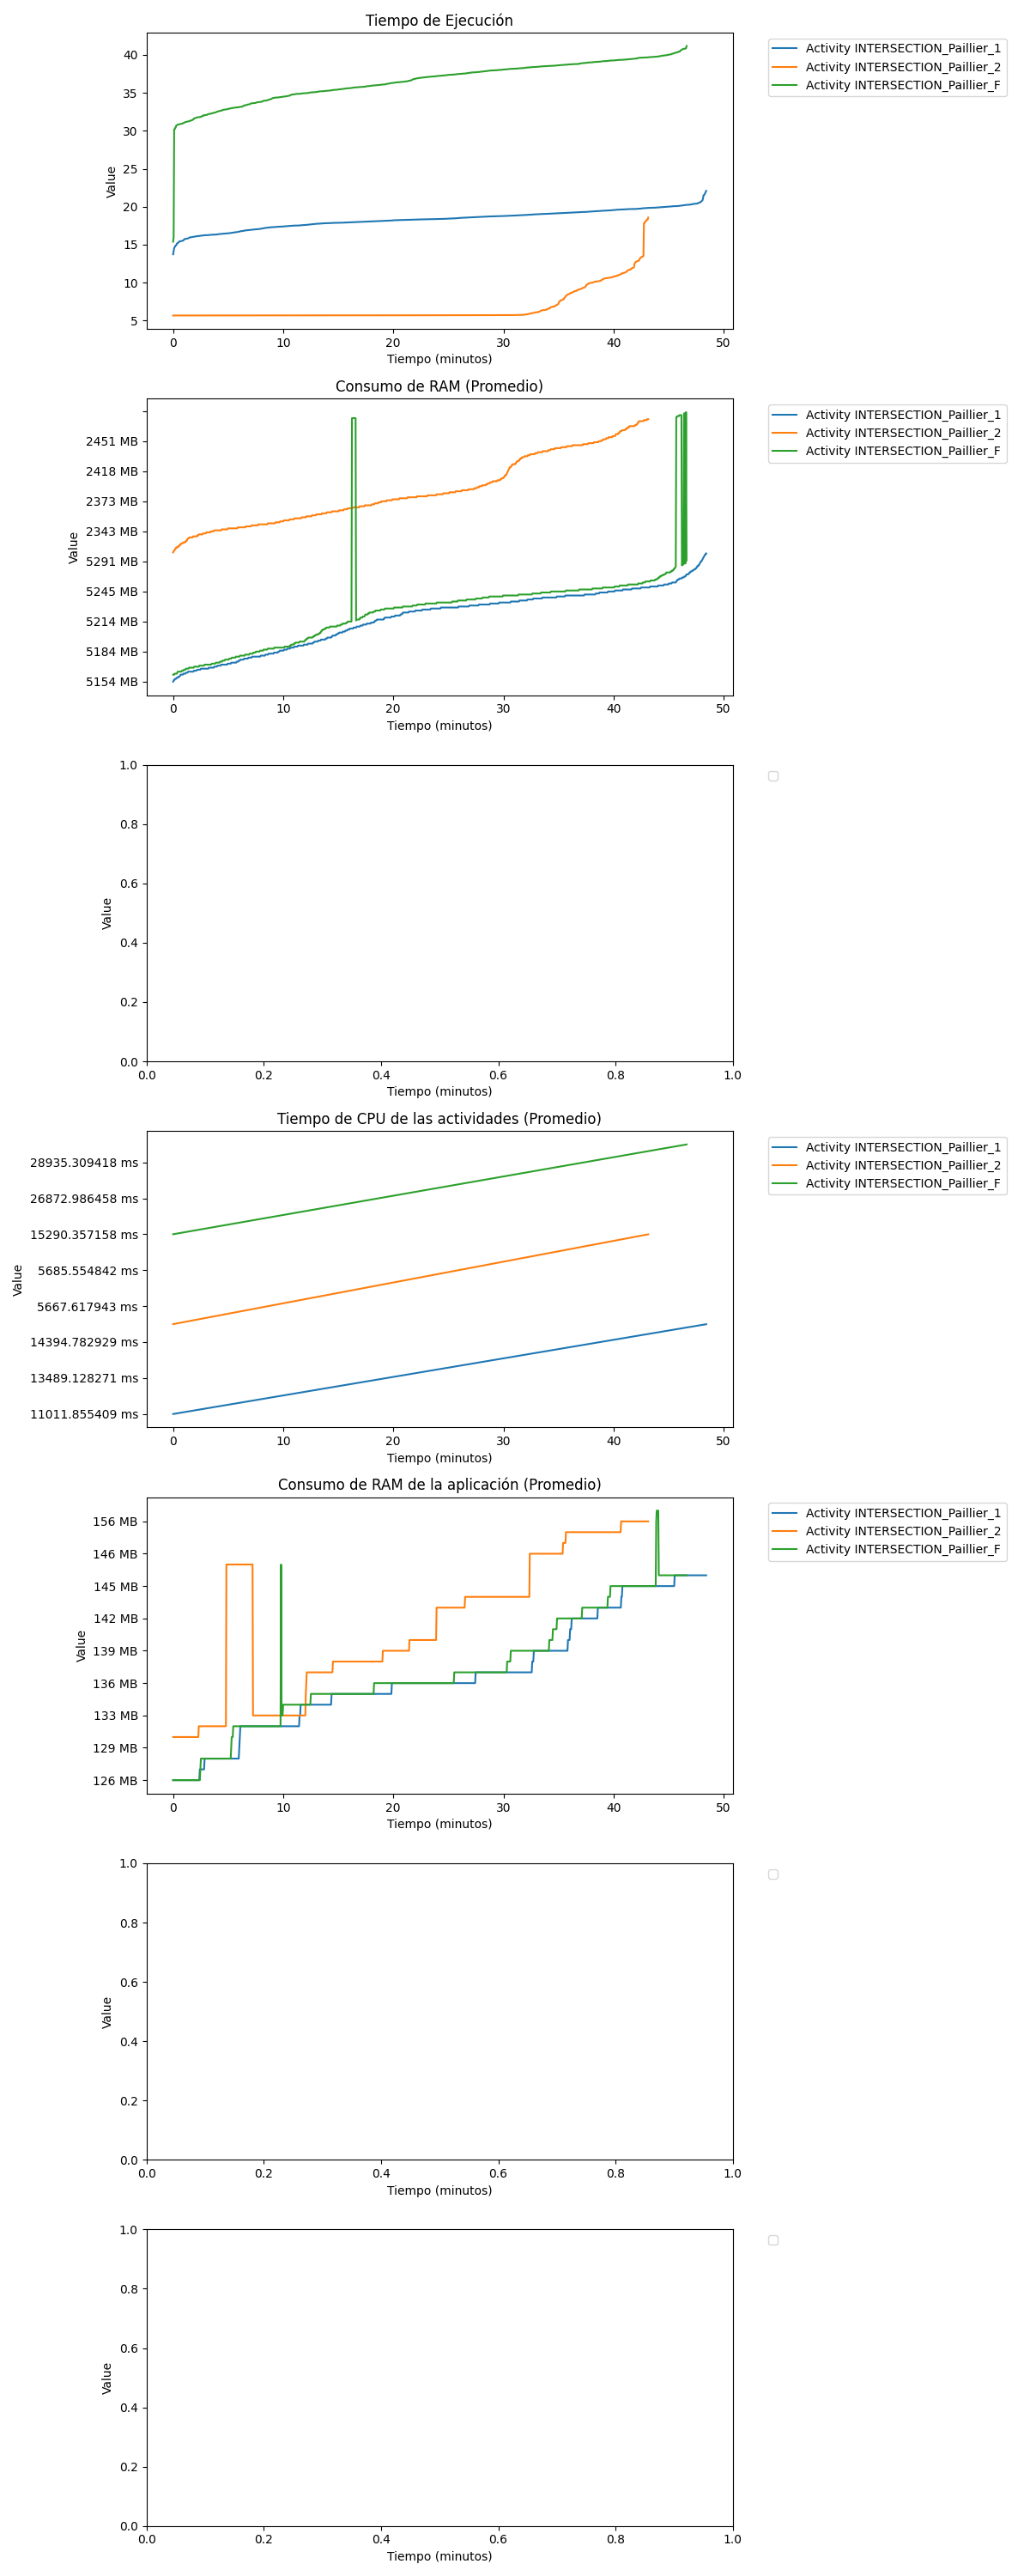 Tiempo de Ejecución
Value
40
35
30
25
20
15
10
5
0 10 20 30 40 50
Tiempo (minutos)
Activity INTERSECTION_Paillier_1
Activity INTERSECTION_Paillier_2
Activity INTERSECTION_Paillier_F
Consumo de RAM (Promedio)
Value
2451 MB
2418 MB
2373 MB
2343 MB
5291 MB
5245 MB
5214 MB
5184 MB
5154 MB
0 10 20 30 40 50
Tiempo (minutos)
Activity INTERSECTION_Paillier_1
Activity INTERSECTION_Paillier_2
Activity INTERSECTION_Paillier_F
Value
1.0
0.8
0.6
0.4
0.2
0.0
0.0 0.2 0.4 0.6 0.8 1.0
Tiempo (minutos)
Tiempo de CPU de las actividades (Promedio)
Value
28935.309418 ms
26872.986458 ms
15290.357158 ms
5685.554842 ms
5667.617943 ms
14394.782929 ms
13489.128271 ms
11011.855409 ms
0 10 20 30 40 50
Tiempo (minutos)
Activity INTERSECTION_Paillier_1
Activity INTERSECTION_Paillier_2
Activity INTERSECTION_Paillier_F
Consumo de RAM de la aplicación (Promedio)
Value
156 MB
146 MB
145 MB
142 MB
139 MB
136 MB
133 MB
129 MB
126 MB
0 10 20 30 40 50
Tiempo (minutos)
Activity INTERSECTION_Paillier_1
Activity INTERSECTION_Paillier_2
Activity INTERSECTION_Paillier_F
Value
1.0
0.8
0.6
0.4
0.2
0.0
0.0 0.2 0.4 0.6 0.8 1.0
Tiempo (minutos)
Value
1.0
0.8
0.6
0.4
0.2
0.0
0.0 0.2 0.4 0.6 0.8 1.0
Tiempo (minutos)